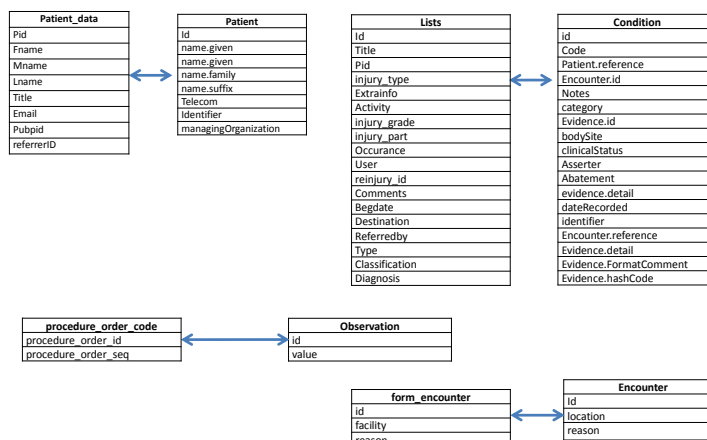 Patient_data
Pid
Fname
Mname
Lname
Title
Email
Pubpid
referrerID
Patient
Id
name.given
name.given
name.family
name.suffix
Telecom
Identifier
managingOrganization
Lists
Id
Title
Pid
injury_type
Extrainfo
Activity
injury_grade
injury_part
Occurance
User
reinjury_id
Comments
Begdate
Destination
Referredby
Type
Classification
Diagnosis
Condition
id
Code
Patient.reference
Encounter.id
Notes
category
Evidence.id
bodySite
clinicalStatus
Asserter
Abatement
evidence.detail
dateRecorded
identifier
Encounter.reference
Evidence.detail
Evidence.FormatComment
Evidence.hashCode
procedure_order_code
procedure_order_id
procedure_order_seq
Observation
id
value
form_encounter
id
facility
reason
Encounter
Id
location
reason